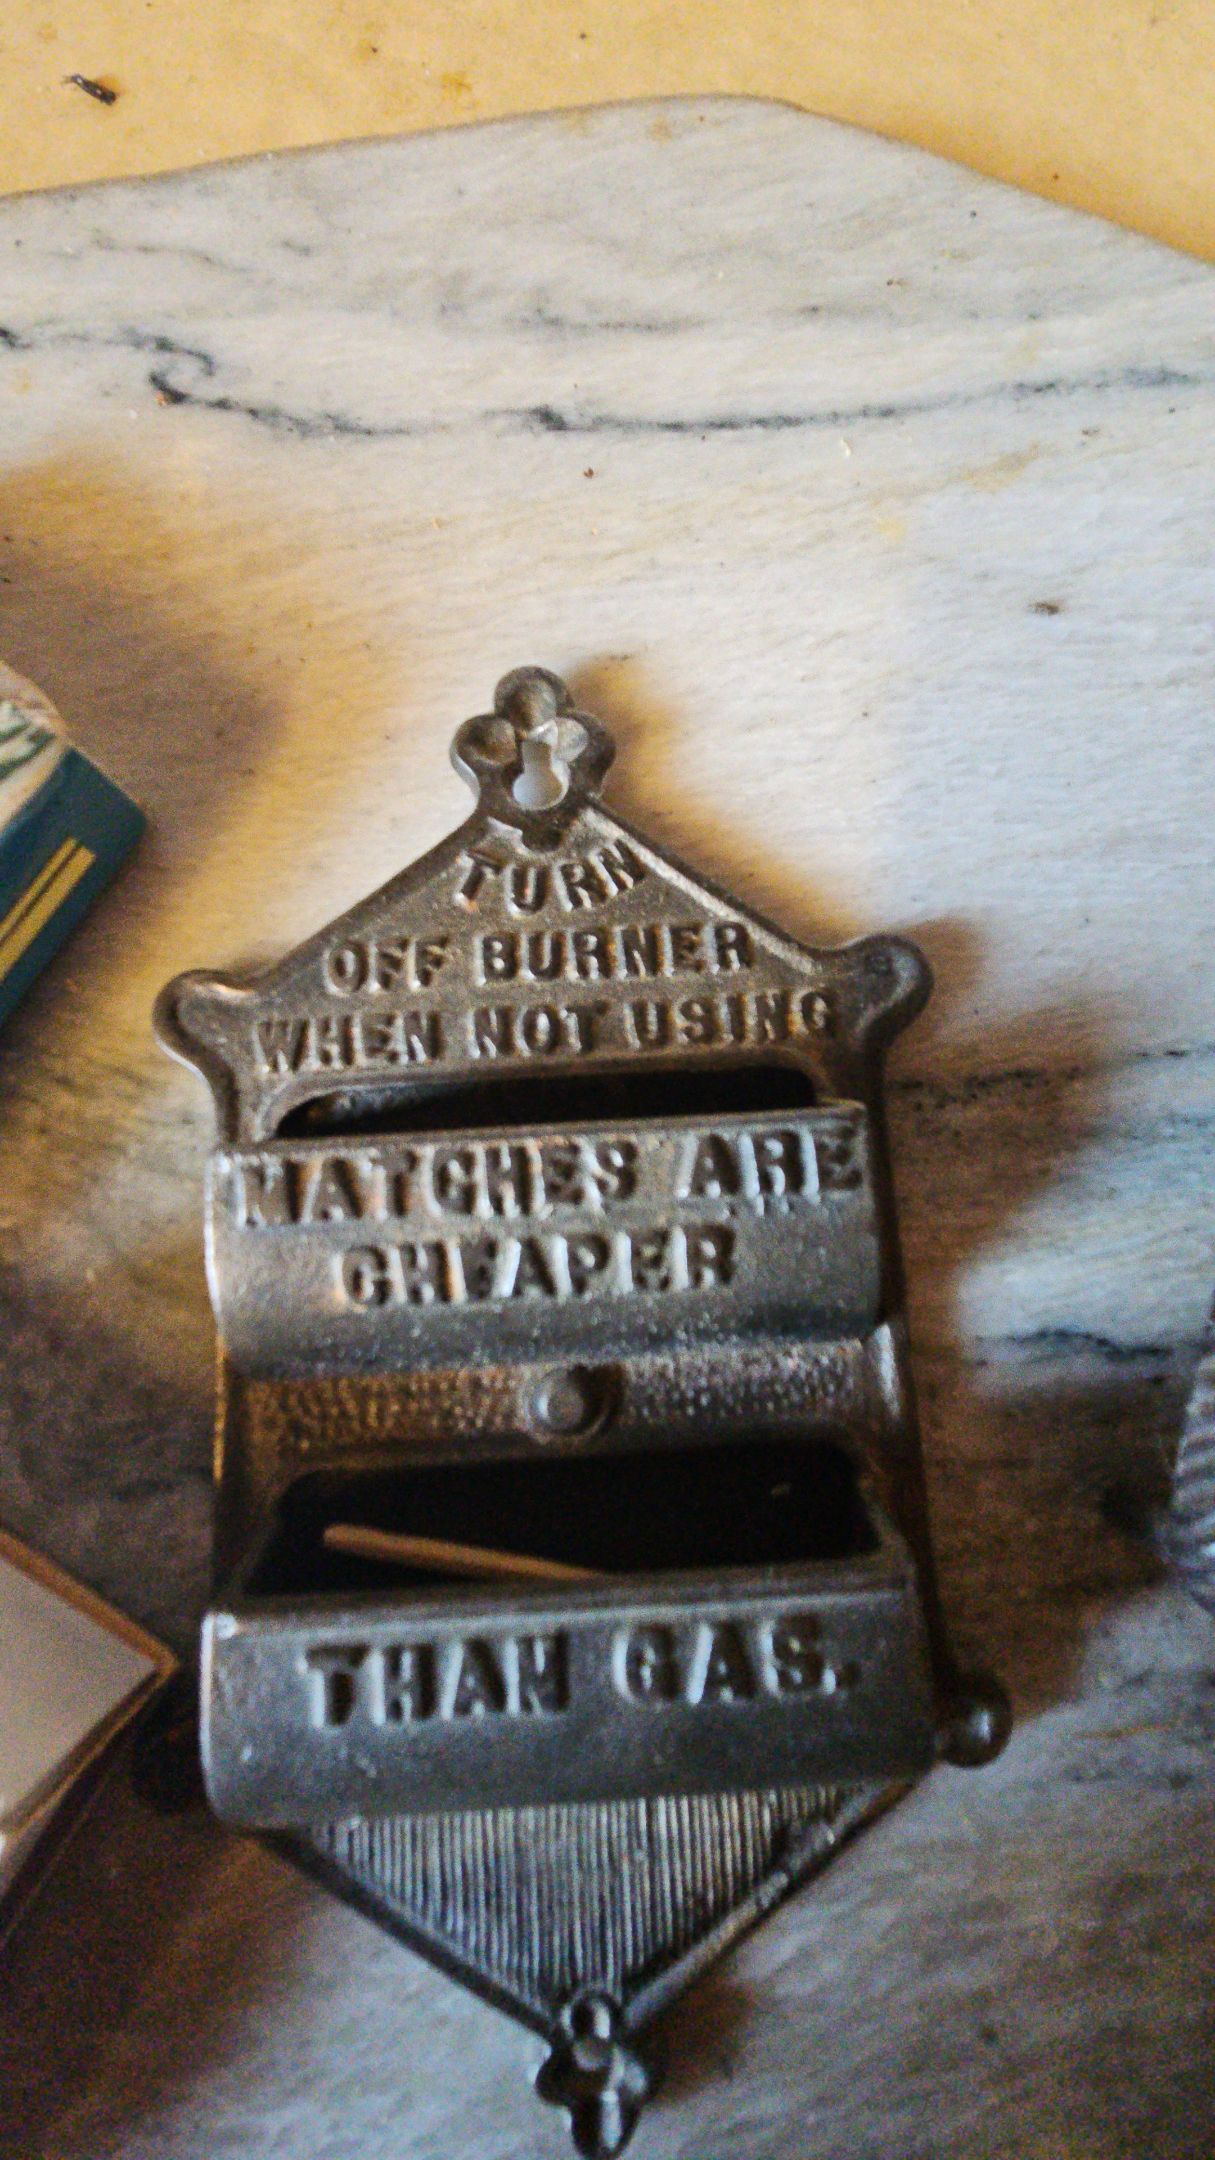 TURN
OFF BURNER
WHEN NOT USING
MATCHES ARE
CHEAPER
THAN GAS.